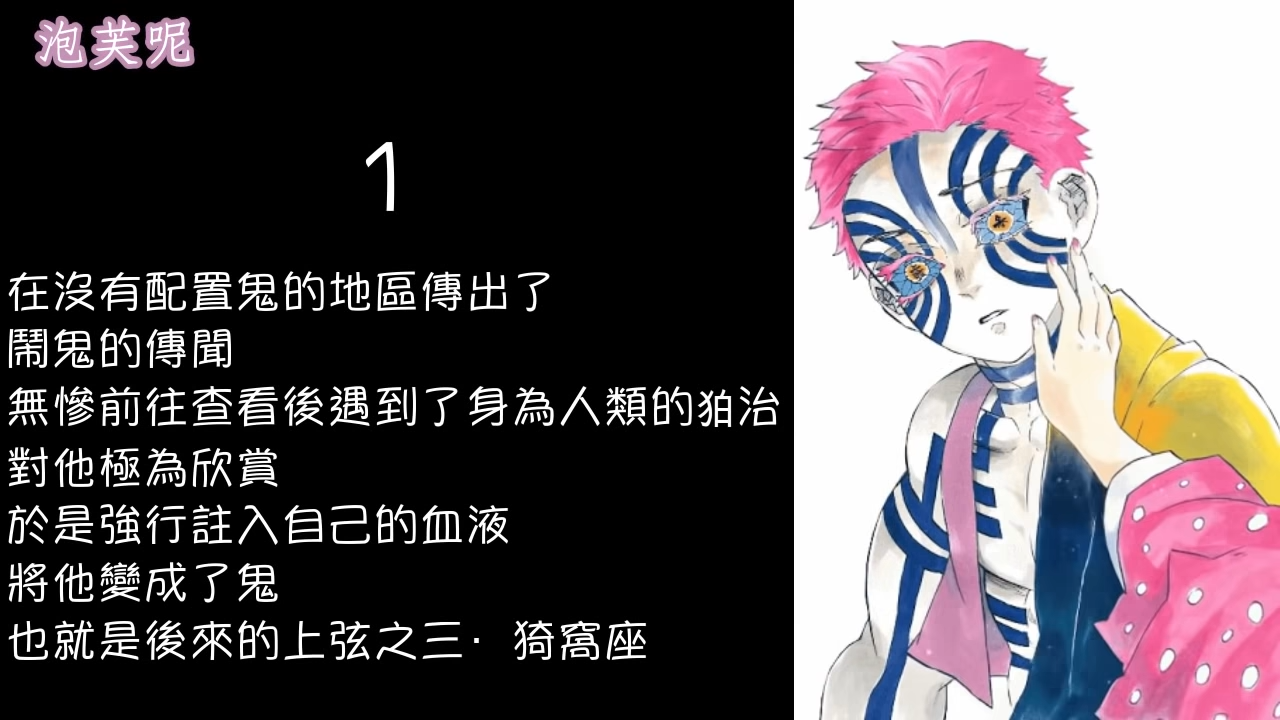 泡芙呢
1
在沒有配置鬼的地區傳出了
鬧鬼的傳聞
無慘前往查看後遇到了身為人類的狛治
對他極為欣賞
於是強行註入自己的血液
將他變成了鬼
也就是後來的上弦之三·猗窩座